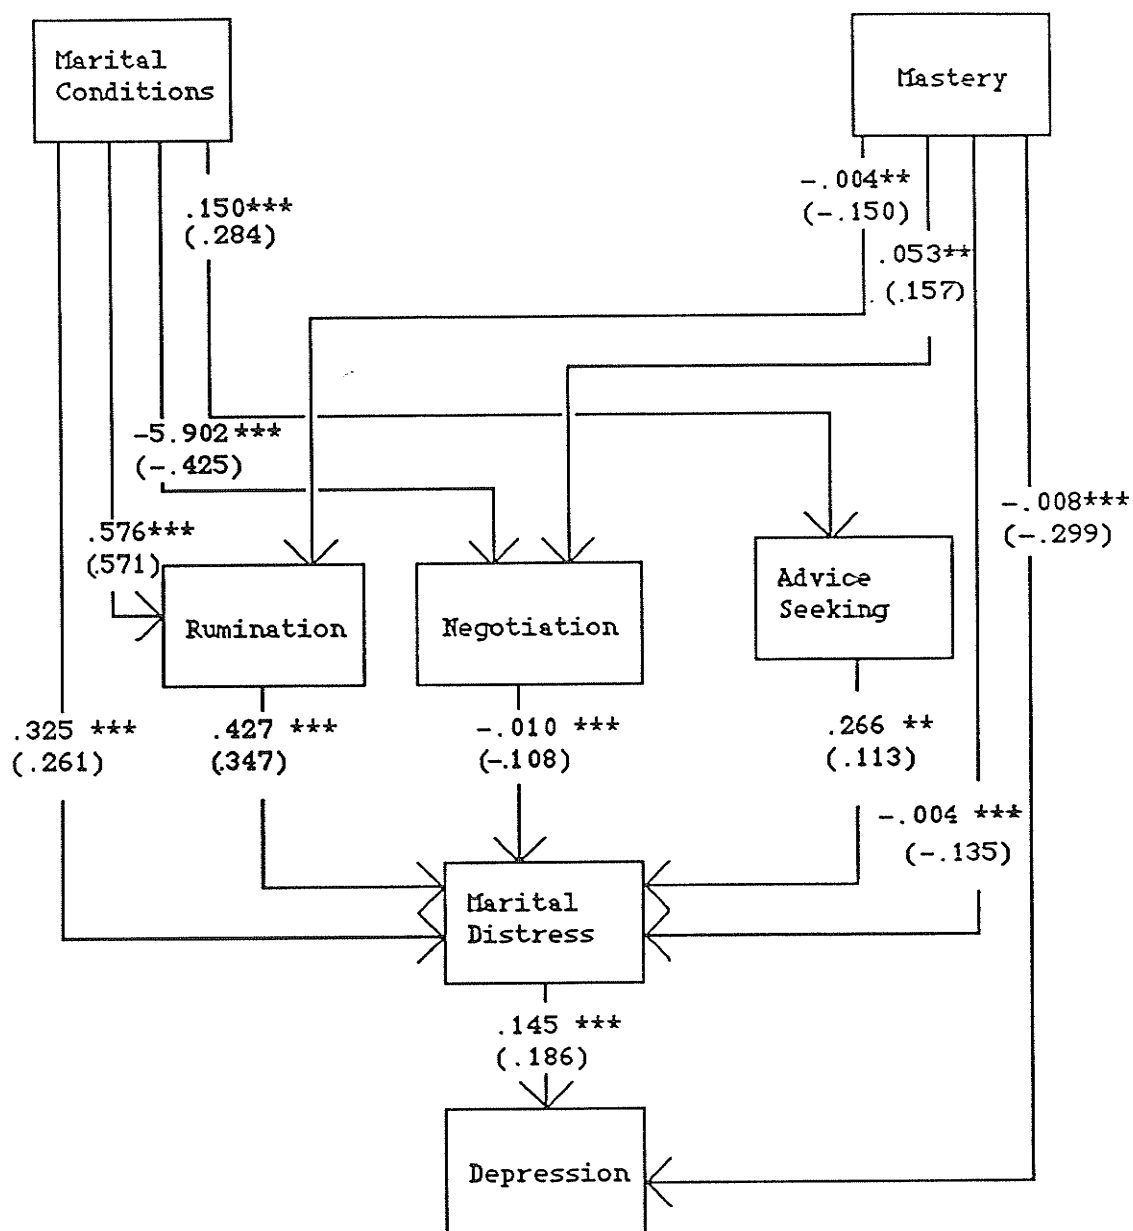 Marital
Conditions
Mastery
.150***
(.284)
-.004**
(-.150)
.053**
(.157)
-5.902***
(-.425)
.576***
(.571)
-.008***
(-.299)
Rumination
Negotiation
Advice
Seeking
.325 ***
(.261)
.427 ***
(.347)
-.010 ***
(-.108)
.266 **
(.113)
-.004 ***
(-.135)
Marital
Distress
.145 ***
(.186)
Depression